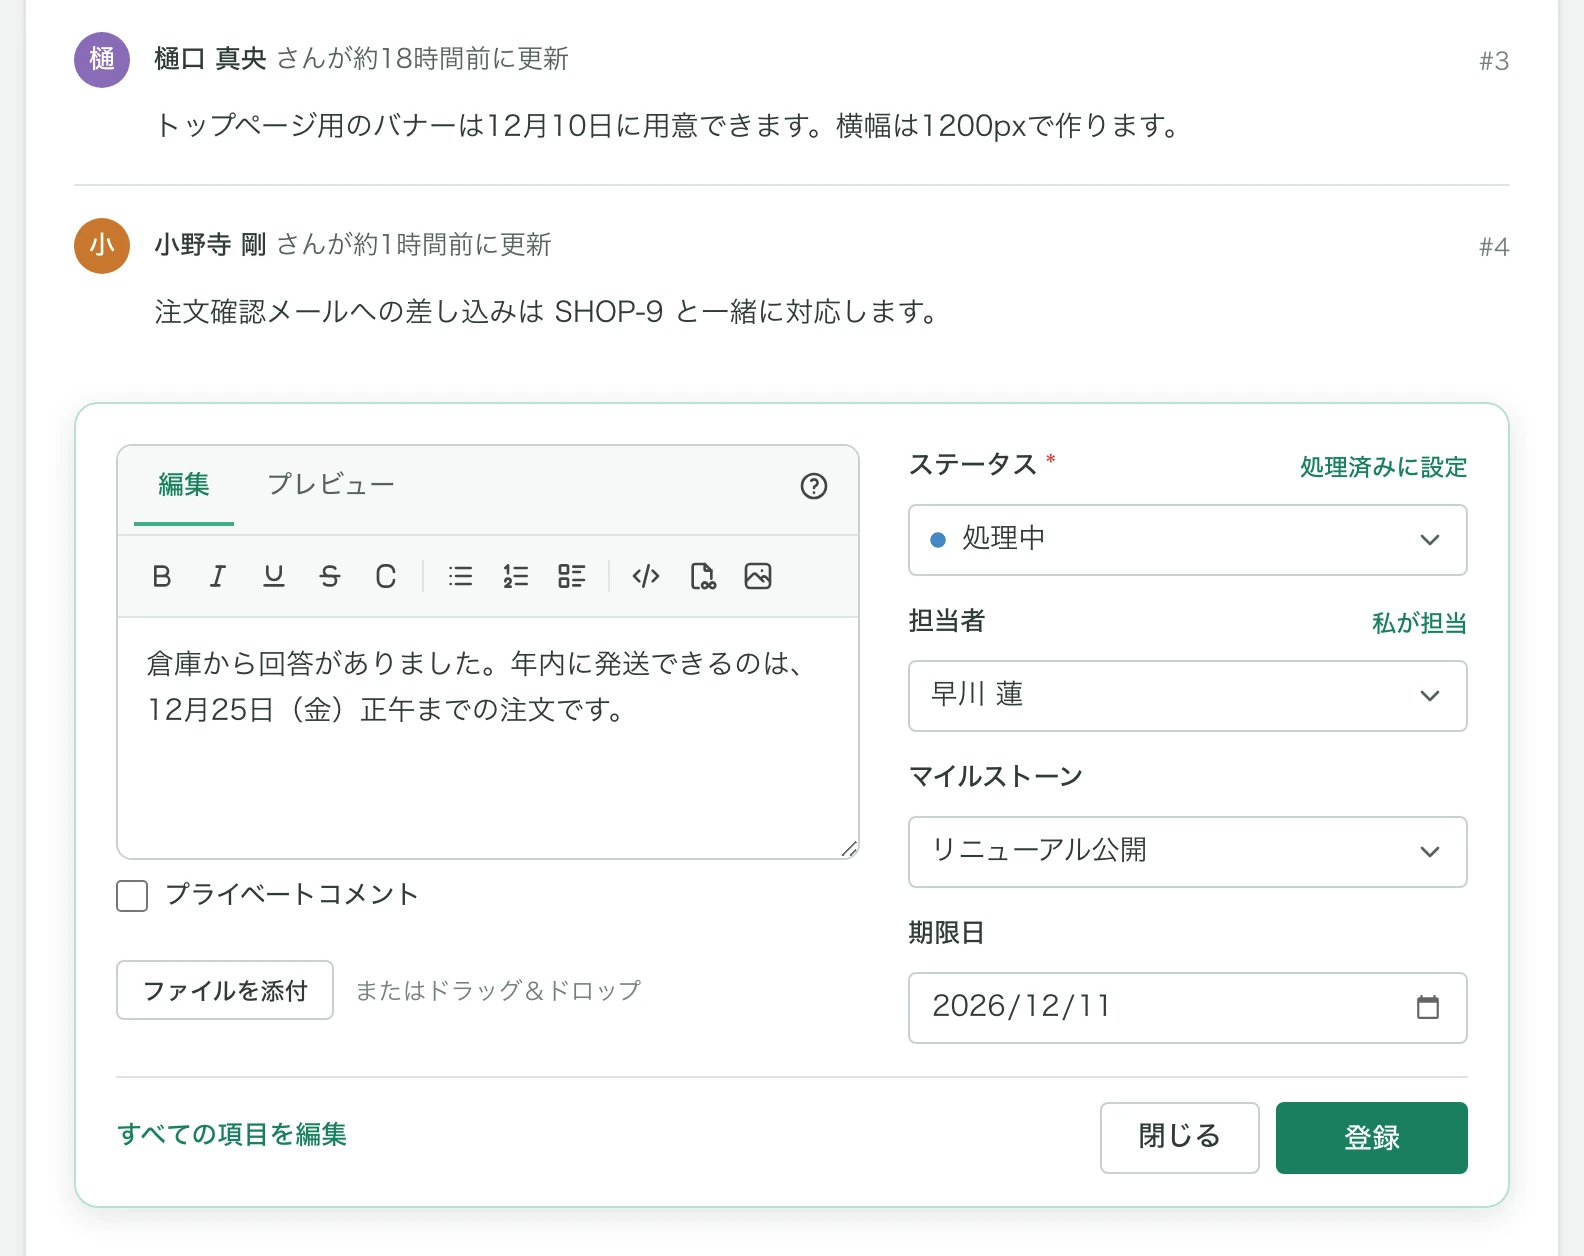 樋 樋口 真央 さんが約18時間前に更新 #3
トップページ用のバナーは12月10日に用意できます。横幅は1200pxで作ります。
小 小野寺 剛 さんが約1時間前に更新 #4
注文確認メールへの差し込みは SHOP-9 と一緒に対応します。
編集 プレビュー
倉庫から回答がありました。年内に発送できるのは、
12月25日（金）正午までの注文です。
プライベートコメント
ファイルを添付 またはドラッグ＆ドロップ
ステータス * 処理済みに設定
処理中
担当者 私が担当
早川 蓮
マイルストーン
リニューアル公開
期限日
2026/12/11
すべての項目を編集 閉じる 登録